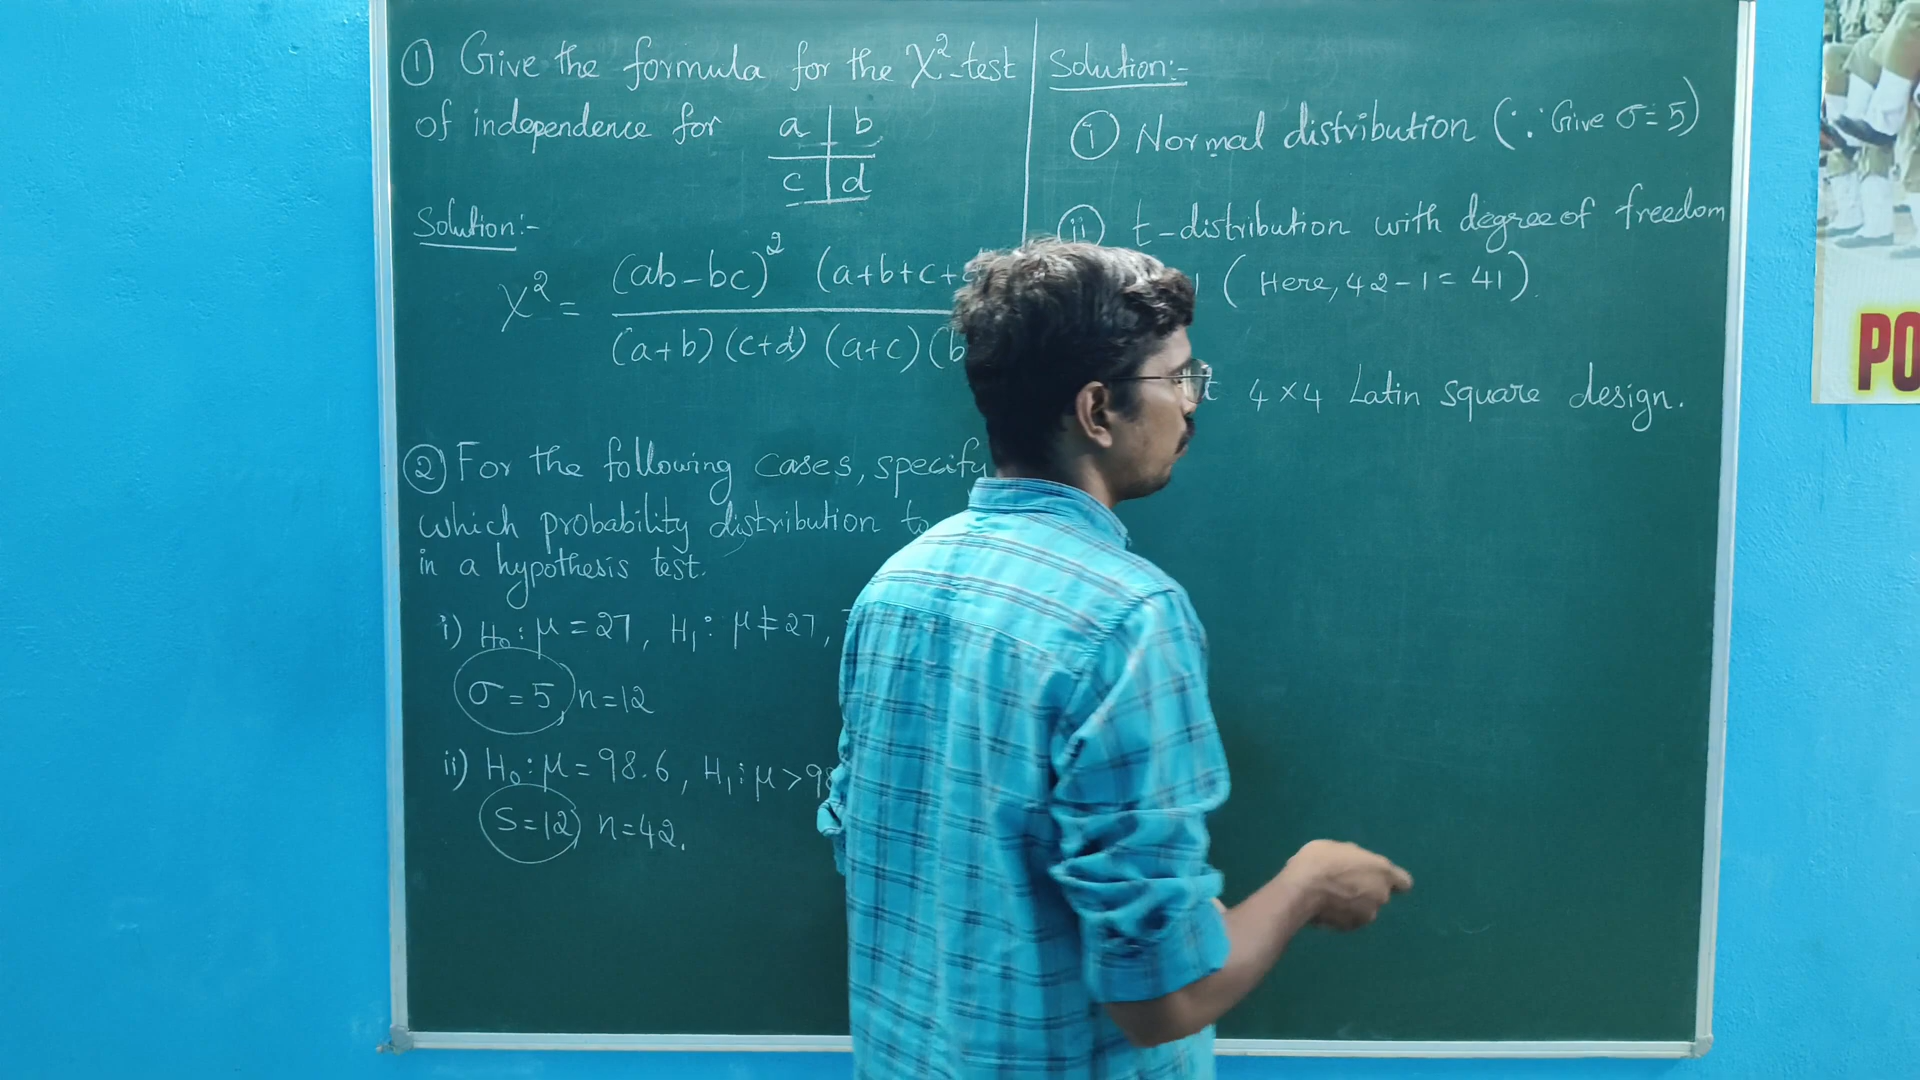 ① Give the formula for the χ²-test
of independence for a b
c d
Solution:-
χ² = (ab-bc)² (a+b+c+
(a+b)(c+d)(a+c)(b
② For the following cases, specify
which probability distribution to
in a hypothesis test.
i) H₀: μ = 27, H₁: μ ≠ 27,
σ = 5, n = 12
ii) H₀: μ = 98.6, H₁: μ > 98
S = 12, n = 42.
Solution:-
ⓘ Normal distribution (∵ Give σ = 5)
ⓘⓘ t-distribution with degree of freedom
1 (Here, 42 - 1 = 41).
4 × 4 Latin square design.
PO